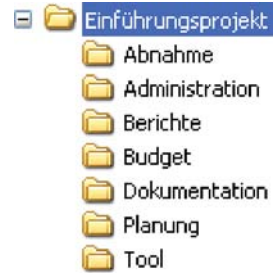 Einführungsprojekt
Abnahme
Administration
Berichte
Budget
Dokumentation
Planung
Tool